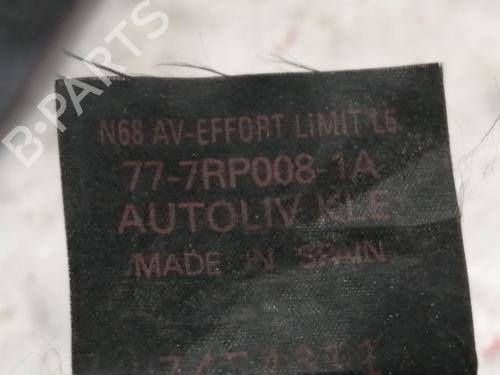 B-PARTS
N68 AV-EFFORT LIMIT L6
77-7RP008-1A
AUTOLIV KLE
MADE IN SPAIN